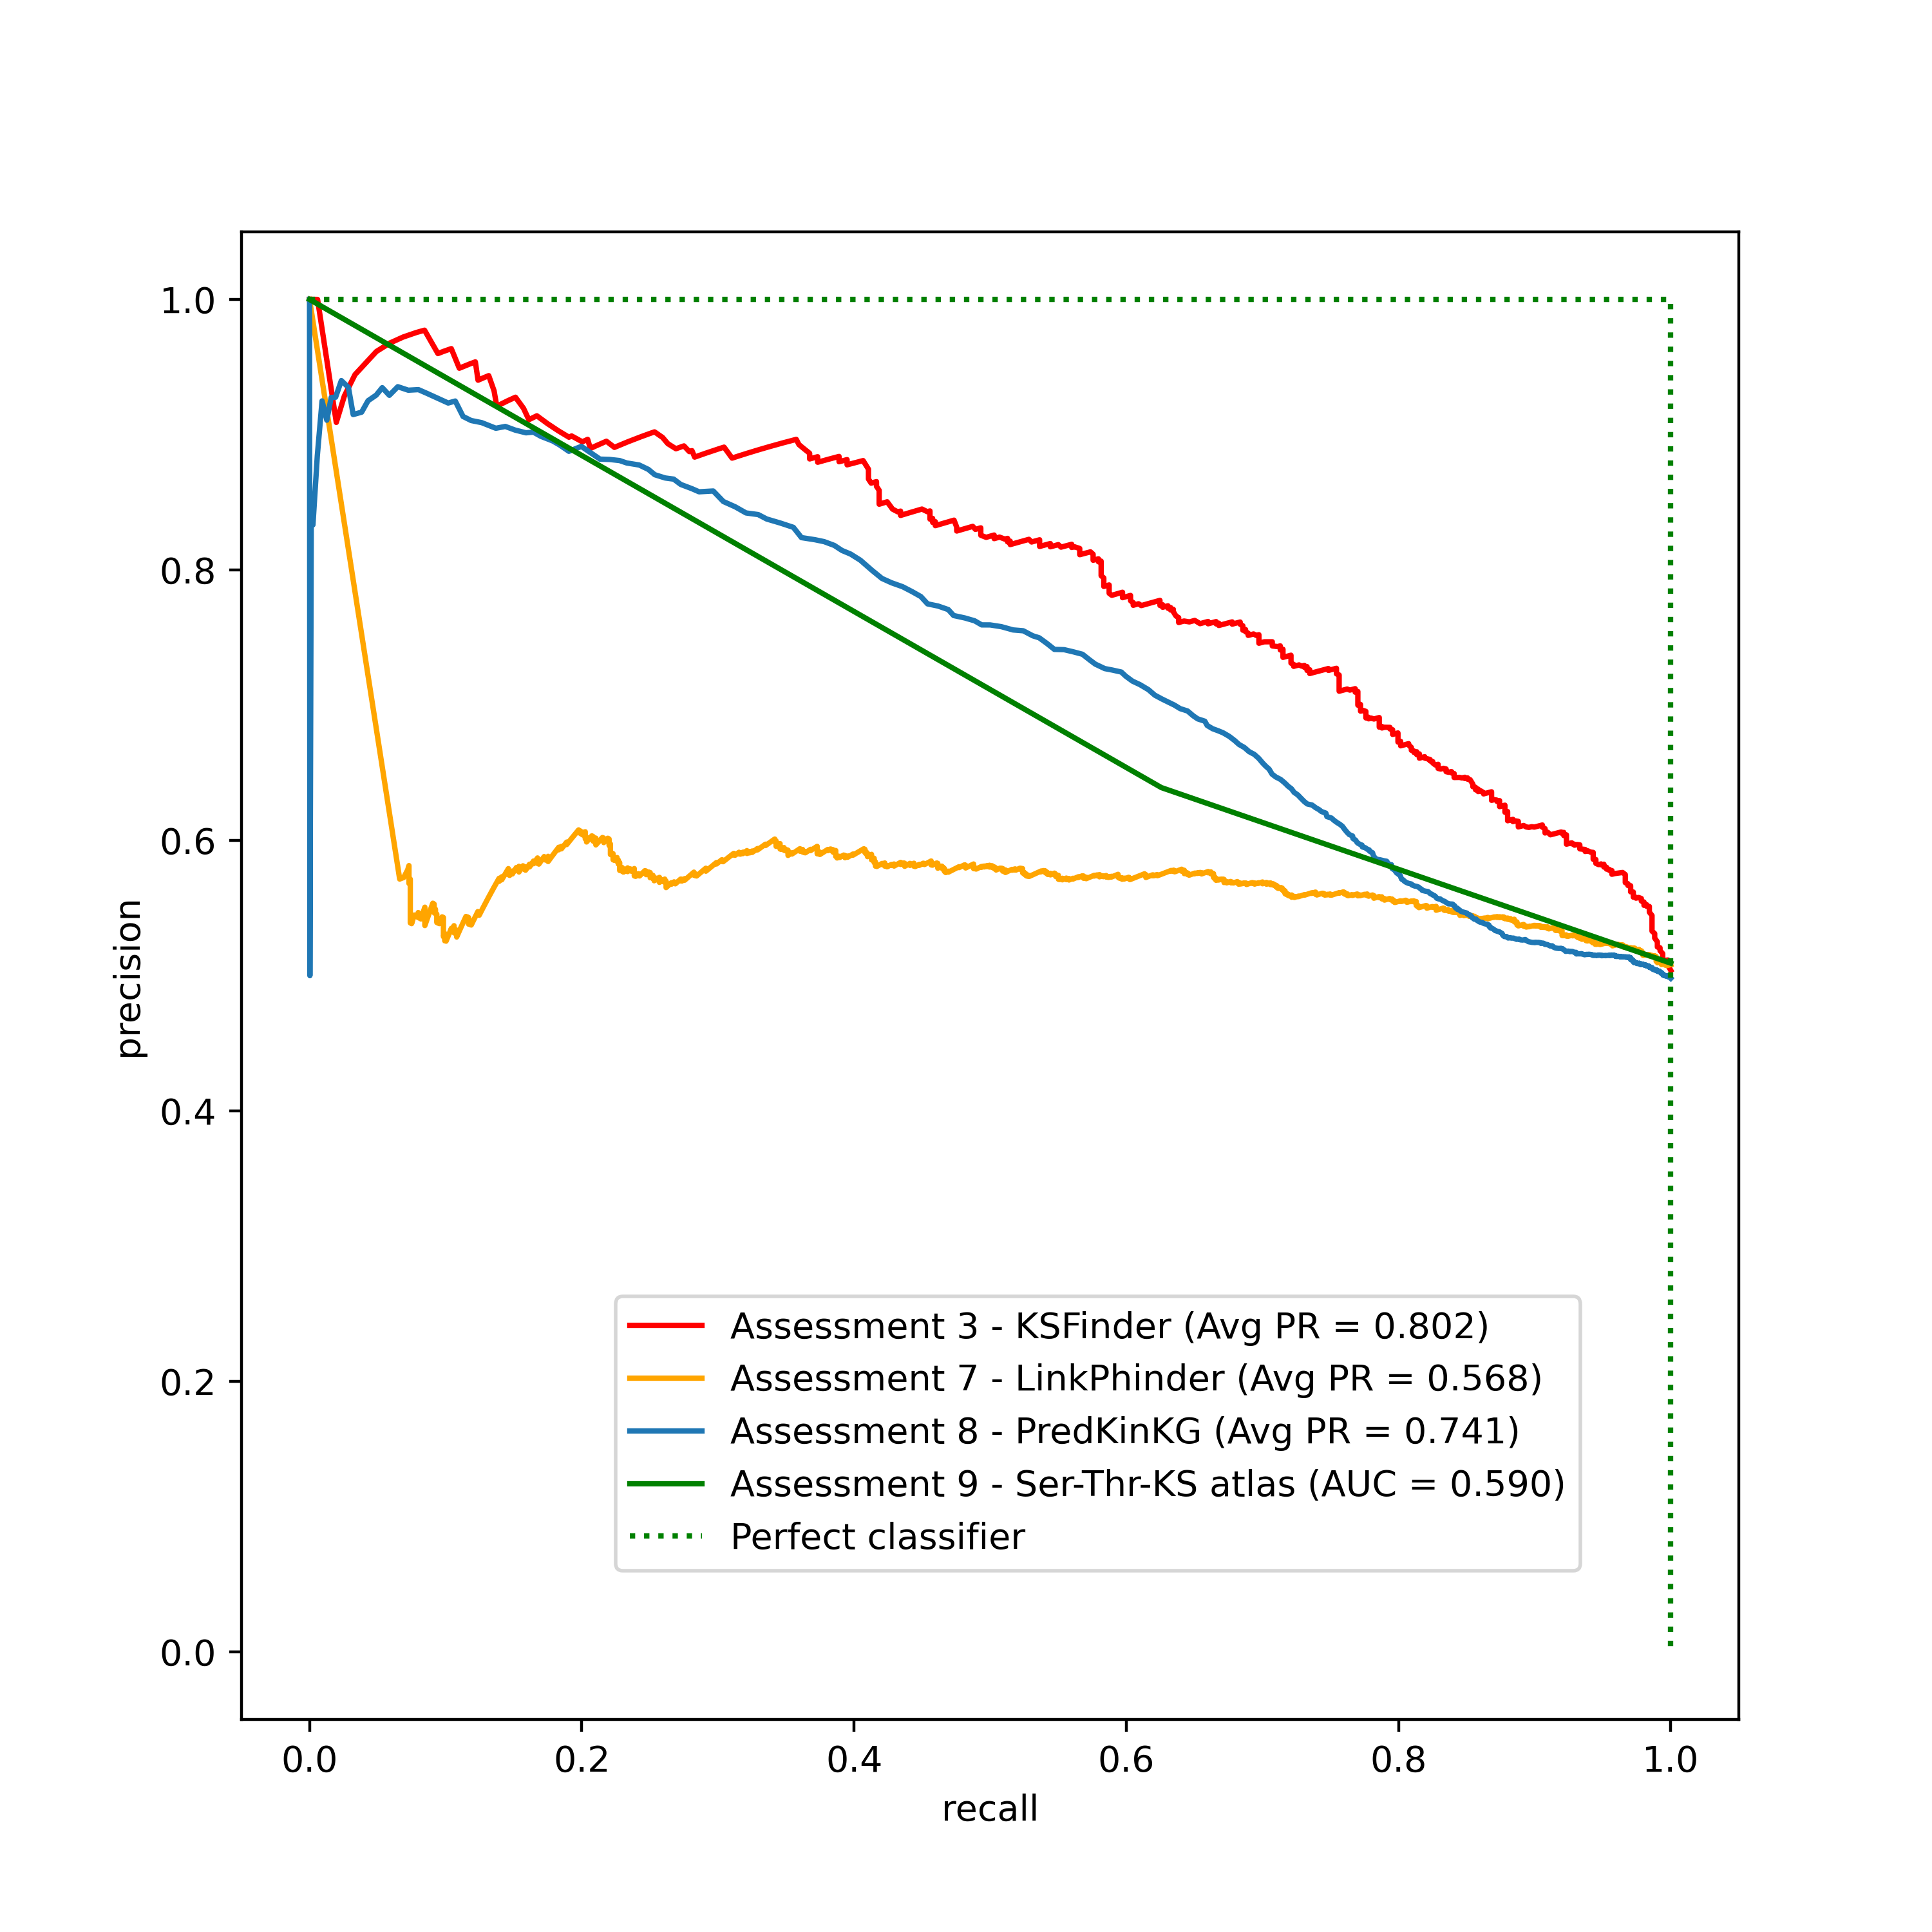 1.0
0.8
0.6
0.4
0.2
0.0
precision
Assessment 3 - KSFinder (Avg PR = 0.802)
Assessment 7 - LinkPhinder (Avg PR = 0.568)
Assessment 8 - PredKinKG (Avg PR = 0.741)
Assessment 9 - Ser-Thr-KS atlas (AUC = 0.590)
Perfect classifier
0.0 0.2 0.4 0.6 0.8 1.0
recall